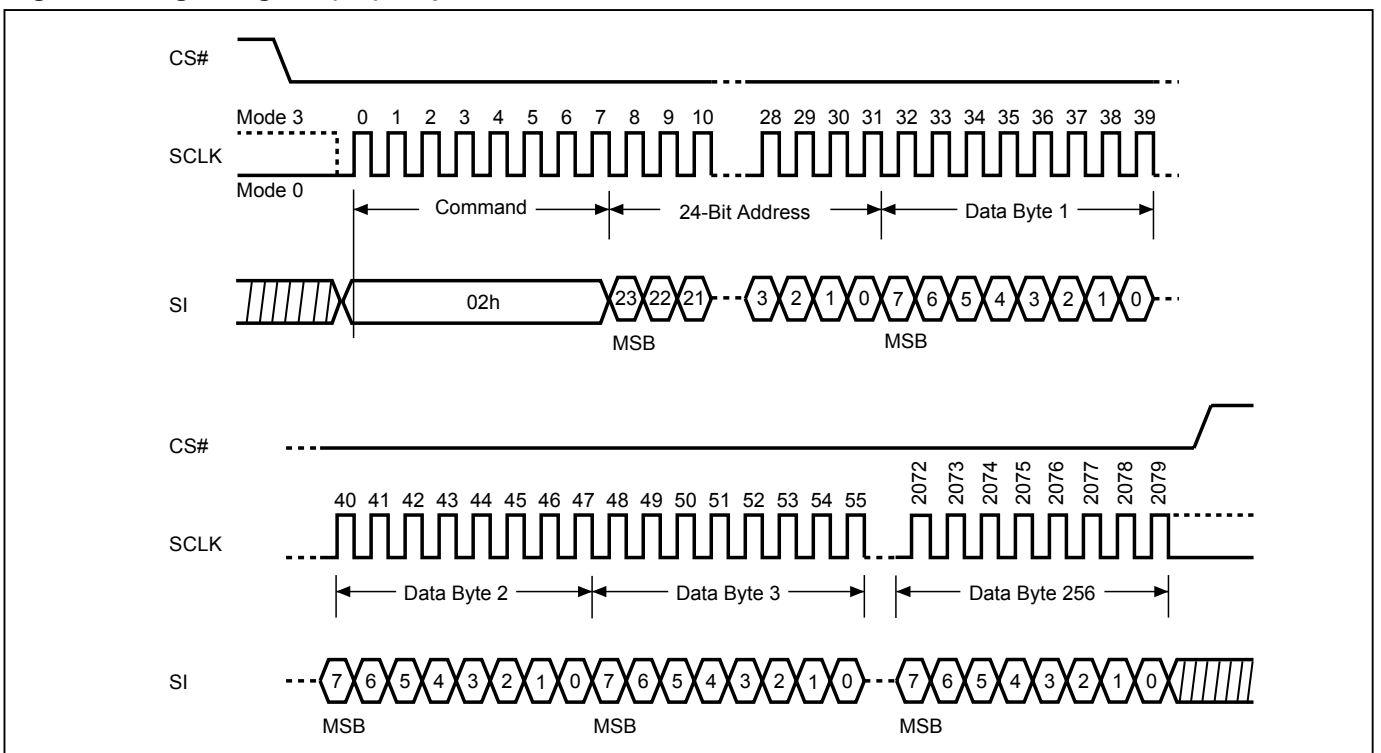 CS#
Mode 3
0 1 2 3 4 5 6 7 8 9 10 28 29 30 31 32 33 34 35 36 37 38 39
SCLK
Mode 0
Command 24-Bit Address Data Byte 1
SI 02h 23 22 21 3 2 1 0 7 6 5 4 3 2 1 0
MSB MSB
CS#
40 41 42 43 44 45 46 47 48 49 50 51 52 53 54 55 2072 2073 2074 2075 2076 2077 2078 2079
SCLK
Data Byte 2 Data Byte 3 Data Byte 256
SI 7 6 5 4 3 2 1 0 7 6 5 4 3 2 1 0 7 6 5 4 3 2 1 0
MSB MSB MSB